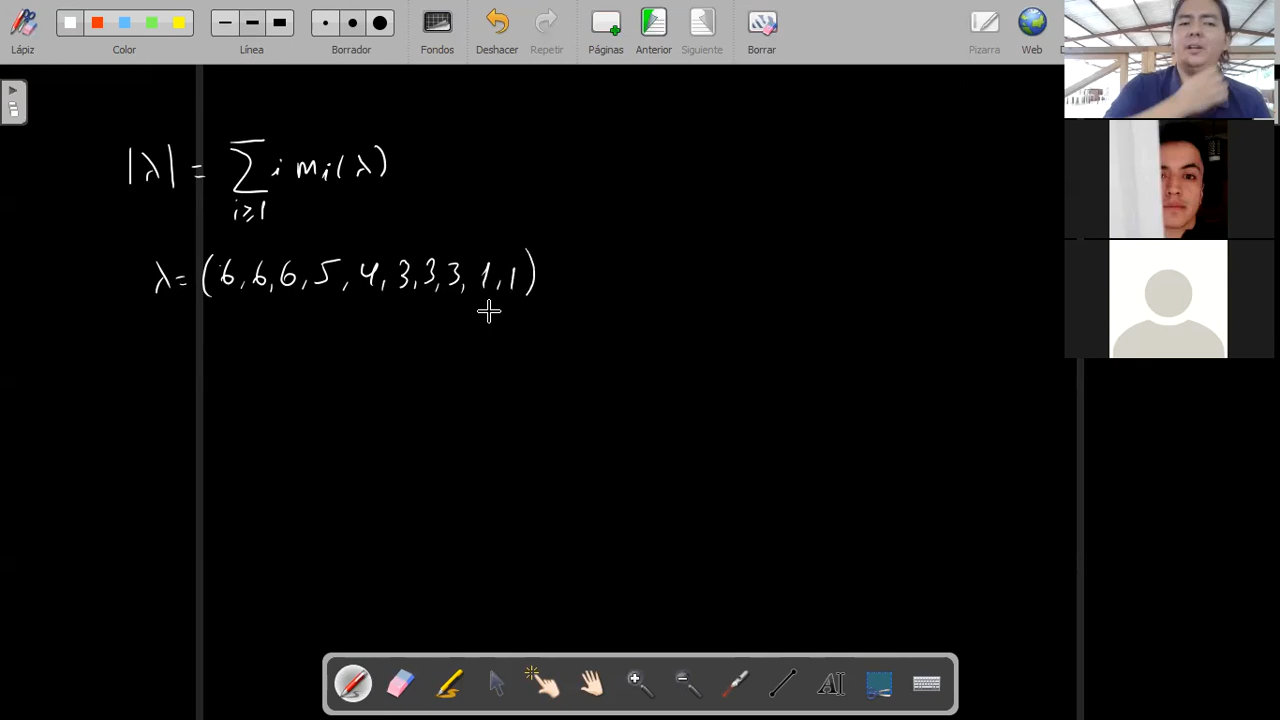 Lápiz Color Línea Borrador Fondos Deshacer Repetir Páginas Anterior Siguiente Borrar Pizarra Web
|λ| = ∑ i mi(λ)
i≥1
λ = (6, 6, 6, 5, 4, 3, 3, 3, 1, 1)
AI